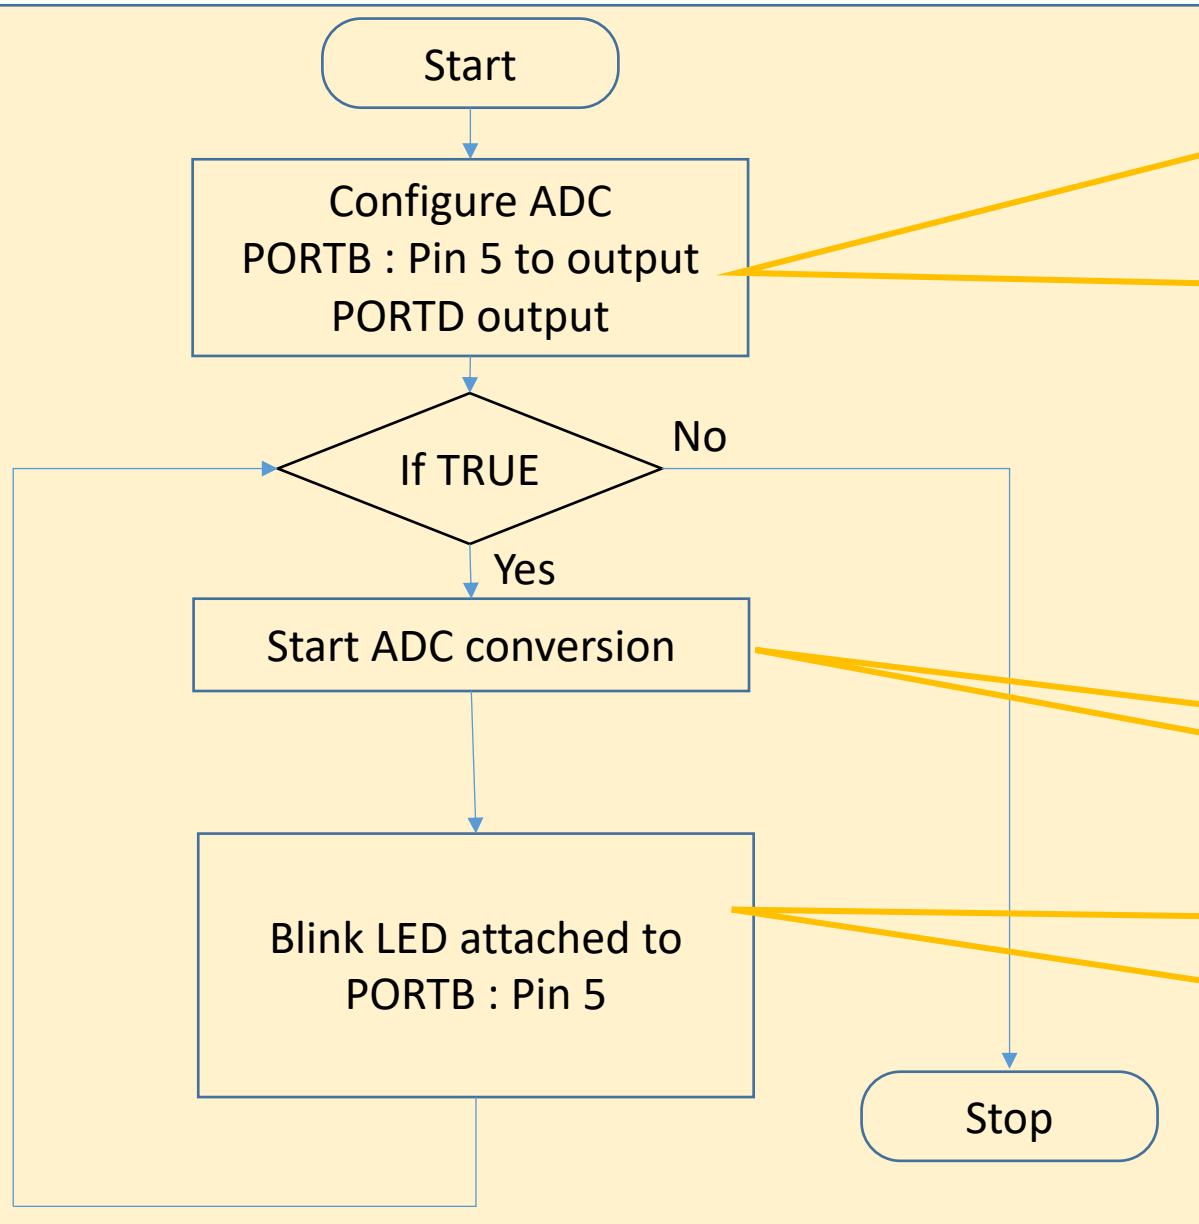 Start
Configure ADC
PORTB : Pin 5 to output
PORTD output
If TRUE
No
Yes
Start ADC conversion
Blink LED attached to
PORTB : Pin 5
Stop